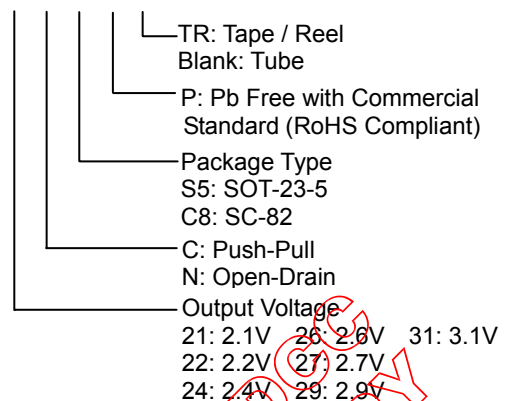 TR: Tape / Reel
Blank: Tube
P: Pb Free with Commercial
Standard (RoHS Compliant)
Package Type
S5: SOT-23-5
C8: SC-82
C: Push-Pull
N: Open-Drain
Output Voltage
21: 2.1V 26: 2.6V 31: 3.1V
22: 2.2V 27: 2.7V
24: 2.4V 29: 2.9V